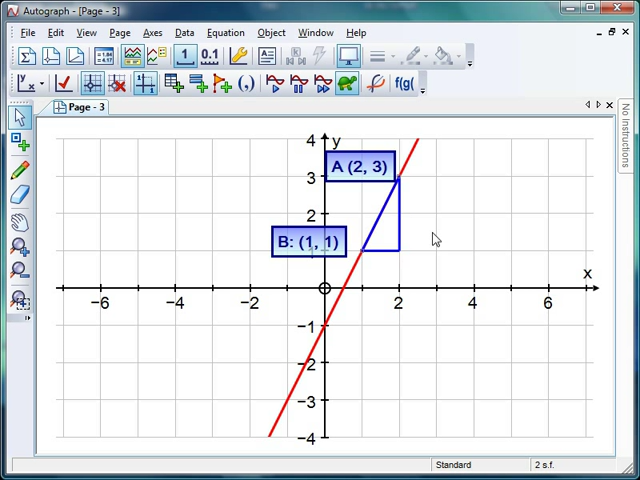 Autograph - [Page - 3]
File Edit View Page Axes Data Equation Object Window Help
1 0.1
y x f(g(
Page - 3
No Instructions
4 y
A (2, 3)
3
2
B: (1, 1)
1
x
−6 −4 −2 2 4 6
−1
−2
−3
−4
Standard 2 s.f.